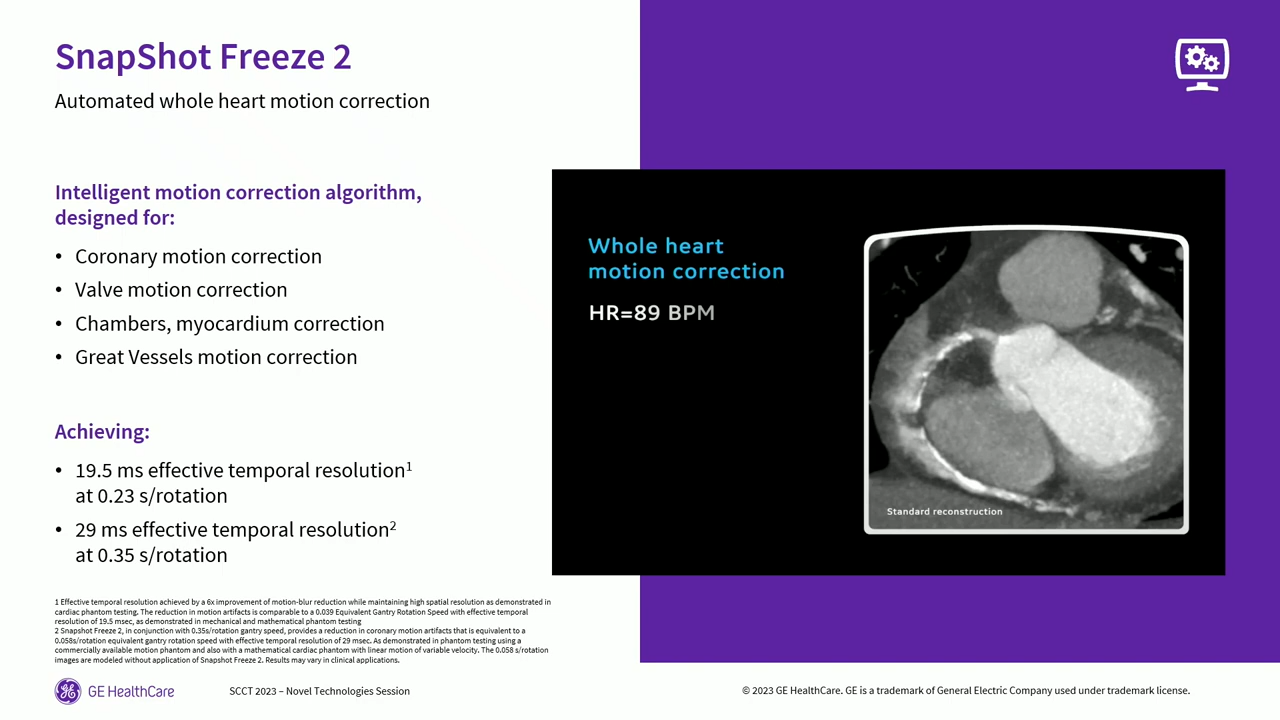 SnapShot Freeze 2
Automated whole heart motion correction
Intelligent motion correction algorithm,
designed for:
• Coronary motion correction
• Valve motion correction
• Chambers, myocardium correction
• Great Vessels motion correction
Achieving:
• 19.5 ms effective temporal resolution¹
at 0.23 s/rotation
• 29 ms effective temporal resolution²
at 0.35 s/rotation
Whole heart
motion correction
HR=89 BPM
Standard reconstruction
1 Effective temporal resolution achieved by a 6x improvement of motion-blur reduction while maintaining high spatial resolution as demonstrated in
cardiac phantom testing. The reduction in motion artifacts is comparable to a 0.039 Equivalent Gantry Rotation Speed with effective temporal
resolution of 19.5 msec, as demonstrated in mechanical and mathematical phantom testing
2 Snapshot Freeze 2, in conjunction with 0.35s/rotation gantry speed, provides a reduction in coronary motion artifacts that is equivalent to a
0.058s/rotation equivalent gantry rotation speed with effective temporal resolution of 29 msec. As demonstrated in phantom testing using a
commercially available motion phantom and also with a mathematical cardiac phantom with linear motion of variable velocity. The 0.058 s/rotation
images are modeled without application of Snapshot Freeze 2. Results may vary in clinical applications.
GE HealthCare
SCCT 2023 – Novel Technologies Session
© 2023 GE HealthCare. GE is a trademark of General Electric Company used under trademark license.